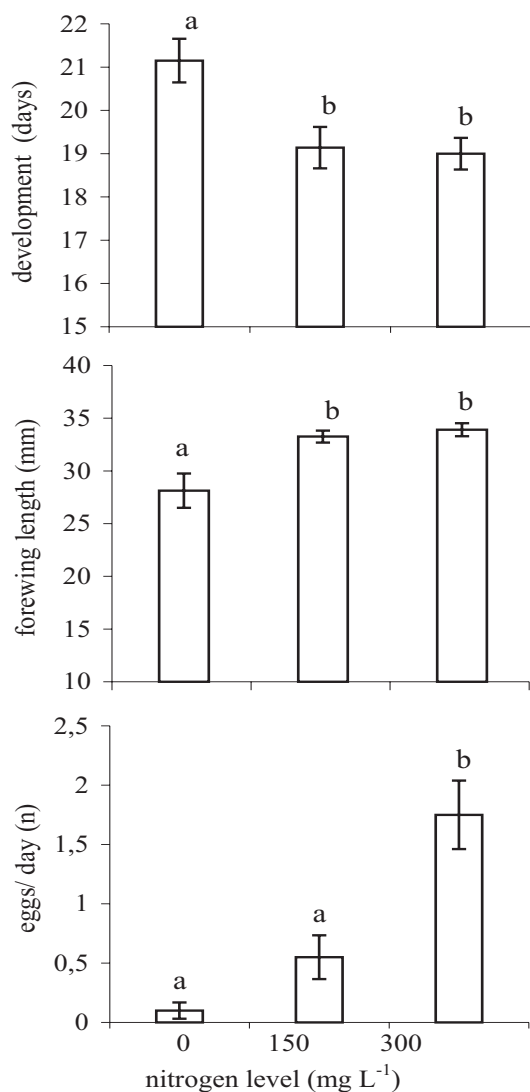 development (days)
22
21
20
19
18
17
16
15
a
b
b
forewing length (mm)
40
35
30
25
20
15
10
a
b
b
eggs/ day (n)
2,5
2
1,5
1
0,5
0
a
a
b
0 150 300
nitrogen level (mg L⁻¹)